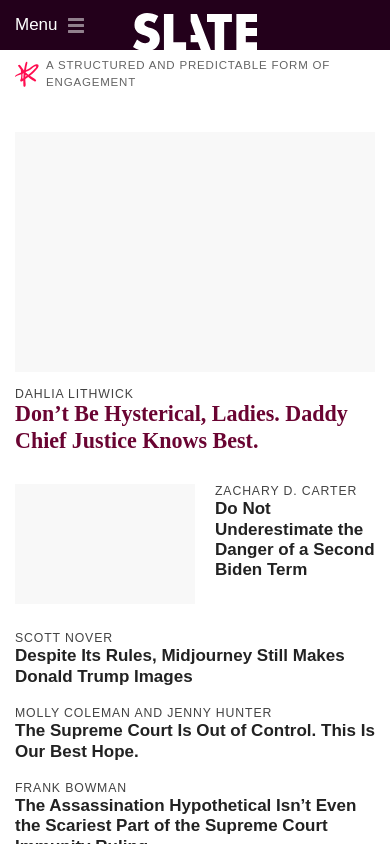 Menu
SLATE
A STRUCTURED AND PREDICTABLE FORM OF
ENGAGEMENT
DAHLIA LITHWICK
Don’t Be Hysterical, Ladies. Daddy
Chief Justice Knows Best.
ZACHARY D. CARTER
Do Not
Underestimate the
Danger of a Second
Biden Term
SCOTT NOVER
Despite Its Rules, Midjourney Still Makes
Donald Trump Images
MOLLY COLEMAN AND JENNY HUNTER
The Supreme Court Is Out of Control. This Is
Our Best Hope.
FRANK BOWMAN
The Assassination Hypothetical Isn’t Even
the Scariest Part of the Supreme Court
Immunity Ruling